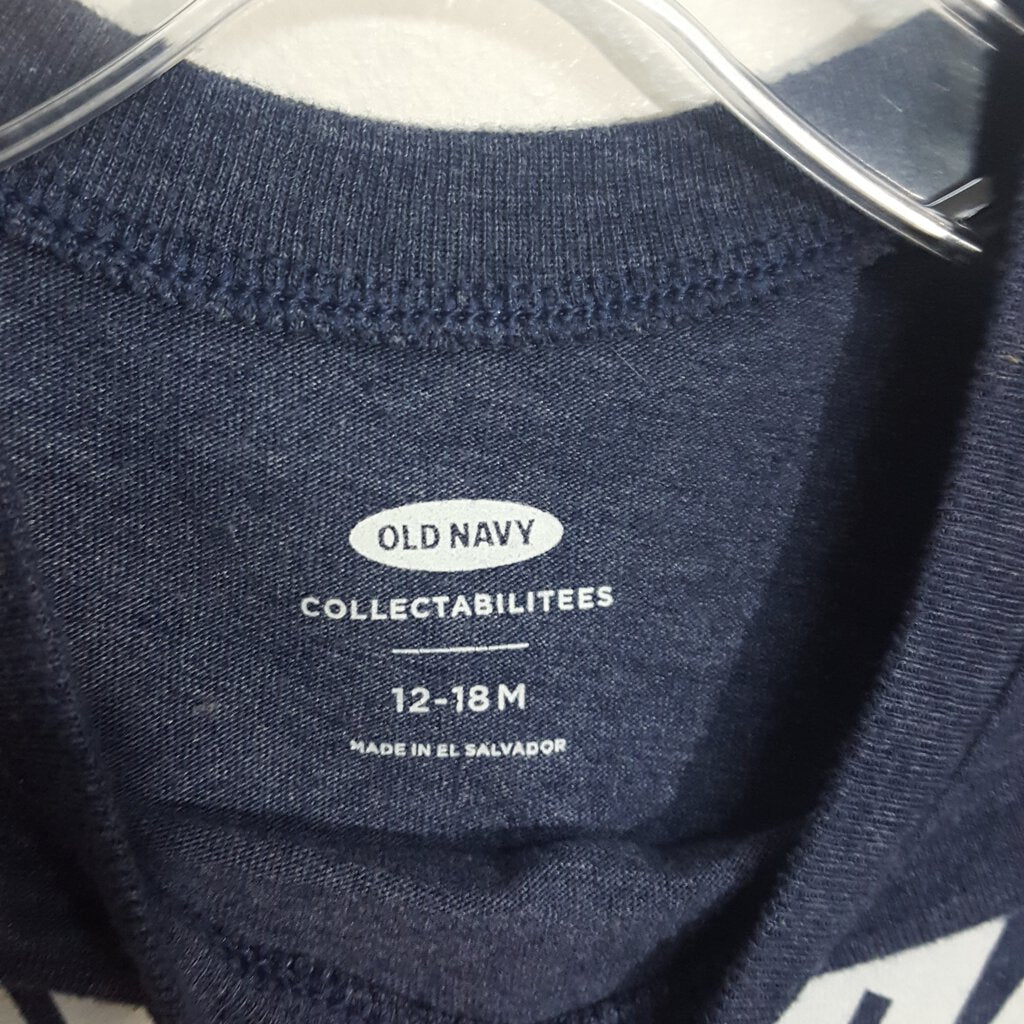 OLD NAVY
COLLECTABILITEES
12-18 M
MADE IN EL SALVADOR